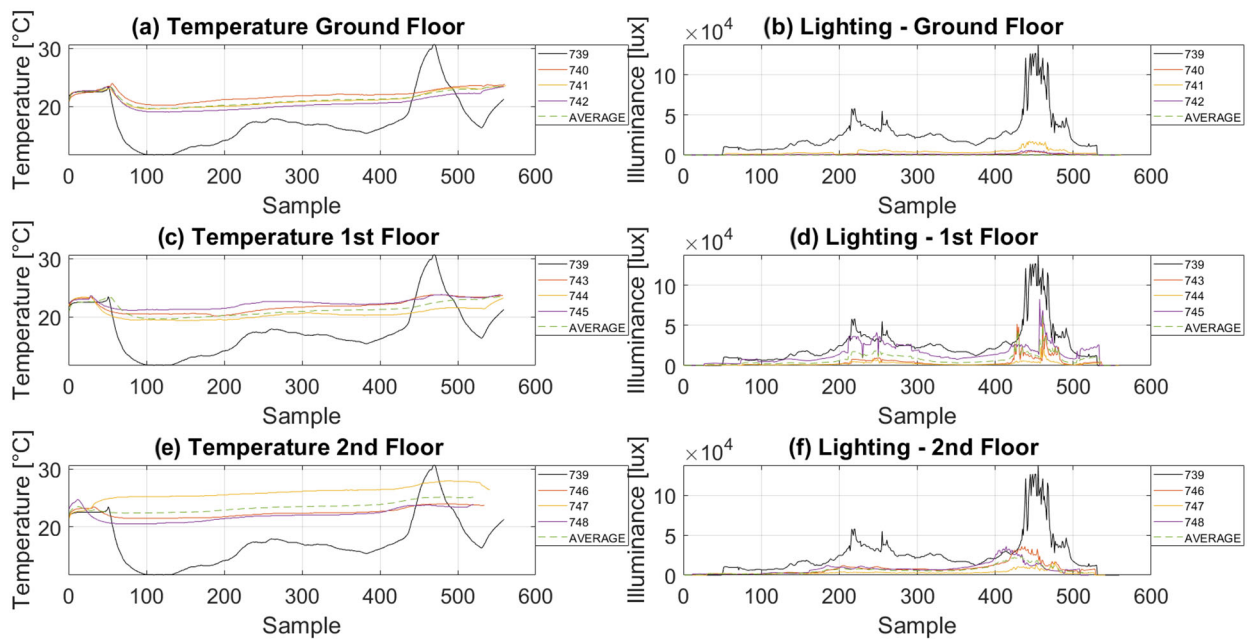 (a) Temperature Ground Floor
Temperature [°C]
30
20
0 100 200 300 400 500 600
Sample
739
740
741
742
AVERAGE
(b) Lighting - Ground Floor
×10⁴
Illuminance [lux]
10
5
0
0 100 200 300 400 500 600
Sample
739
740
741
742
AVERAGE
(c) Temperature 1st Floor
Temperature [°C]
30
20
0 100 200 300 400 500 600
Sample
739
743
744
745
AVERAGE
(d) Lighting - 1st Floor
×10⁴
Illuminance [lux]
10
5
0
0 100 200 300 400 500 600
Sample
739
743
744
745
AVERAGE
(e) Temperature 2nd Floor
Temperature [°C]
30
20
0 100 200 300 400 500 600
Sample
739
746
747
748
AVERAGE
(f) Lighting - 2nd Floor
×10⁴
Illuminance [lux]
10
5
0
0 100 200 300 400 500 600
Sample
739
746
747
748
AVERAGE